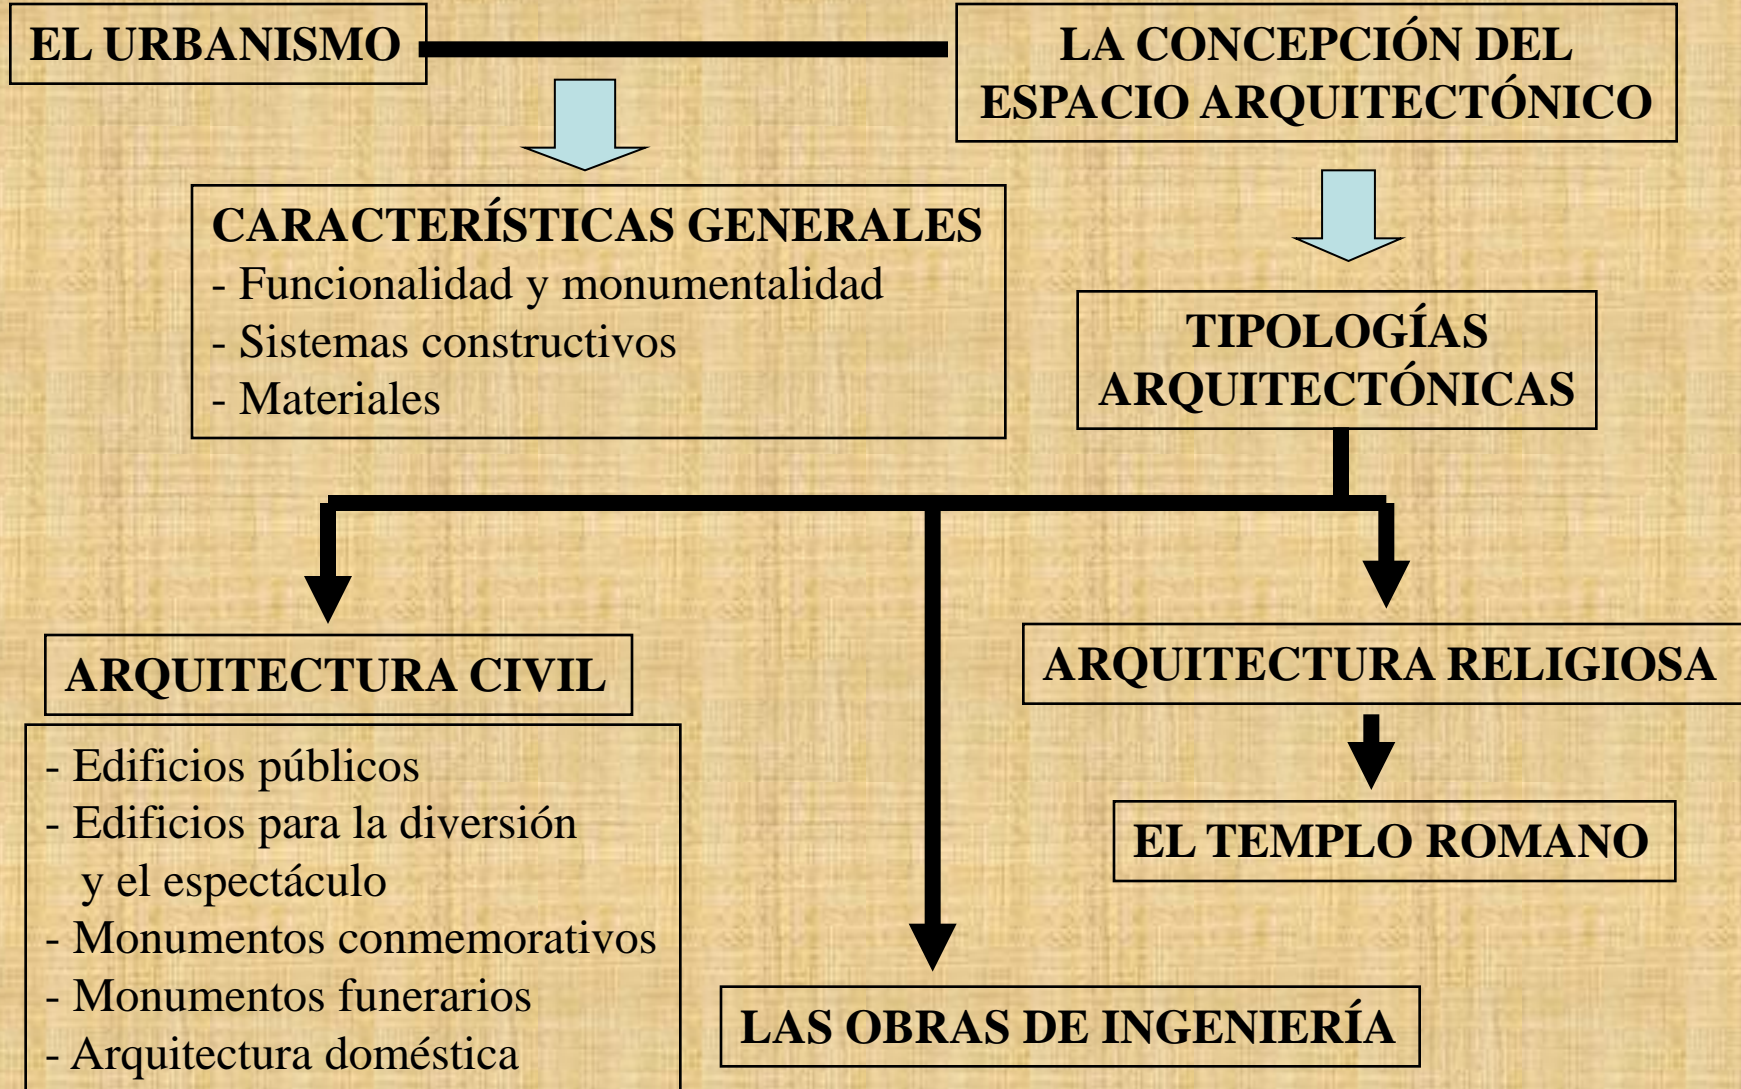 EL URBANISMO
LA CONCEPCIÓN DEL
ESPACIO ARQUITECTÓNICO
CARACTERÍSTICAS GENERALES
- Funcionalidad y monumentalidad
- Sistemas constructivos
- Materiales
TIPOLOGÍAS
ARQUITECTÓNICAS
ARQUITECTURA CIVIL
- Edificios públicos
- Edificios para la diversión
y el espectáculo
- Monumentos conmemorativos
- Monumentos funerarios
- Arquitectura doméstica
LAS OBRAS DE INGENIERÍA
ARQUITECTURA RELIGIOSA
EL TEMPLO ROMANO